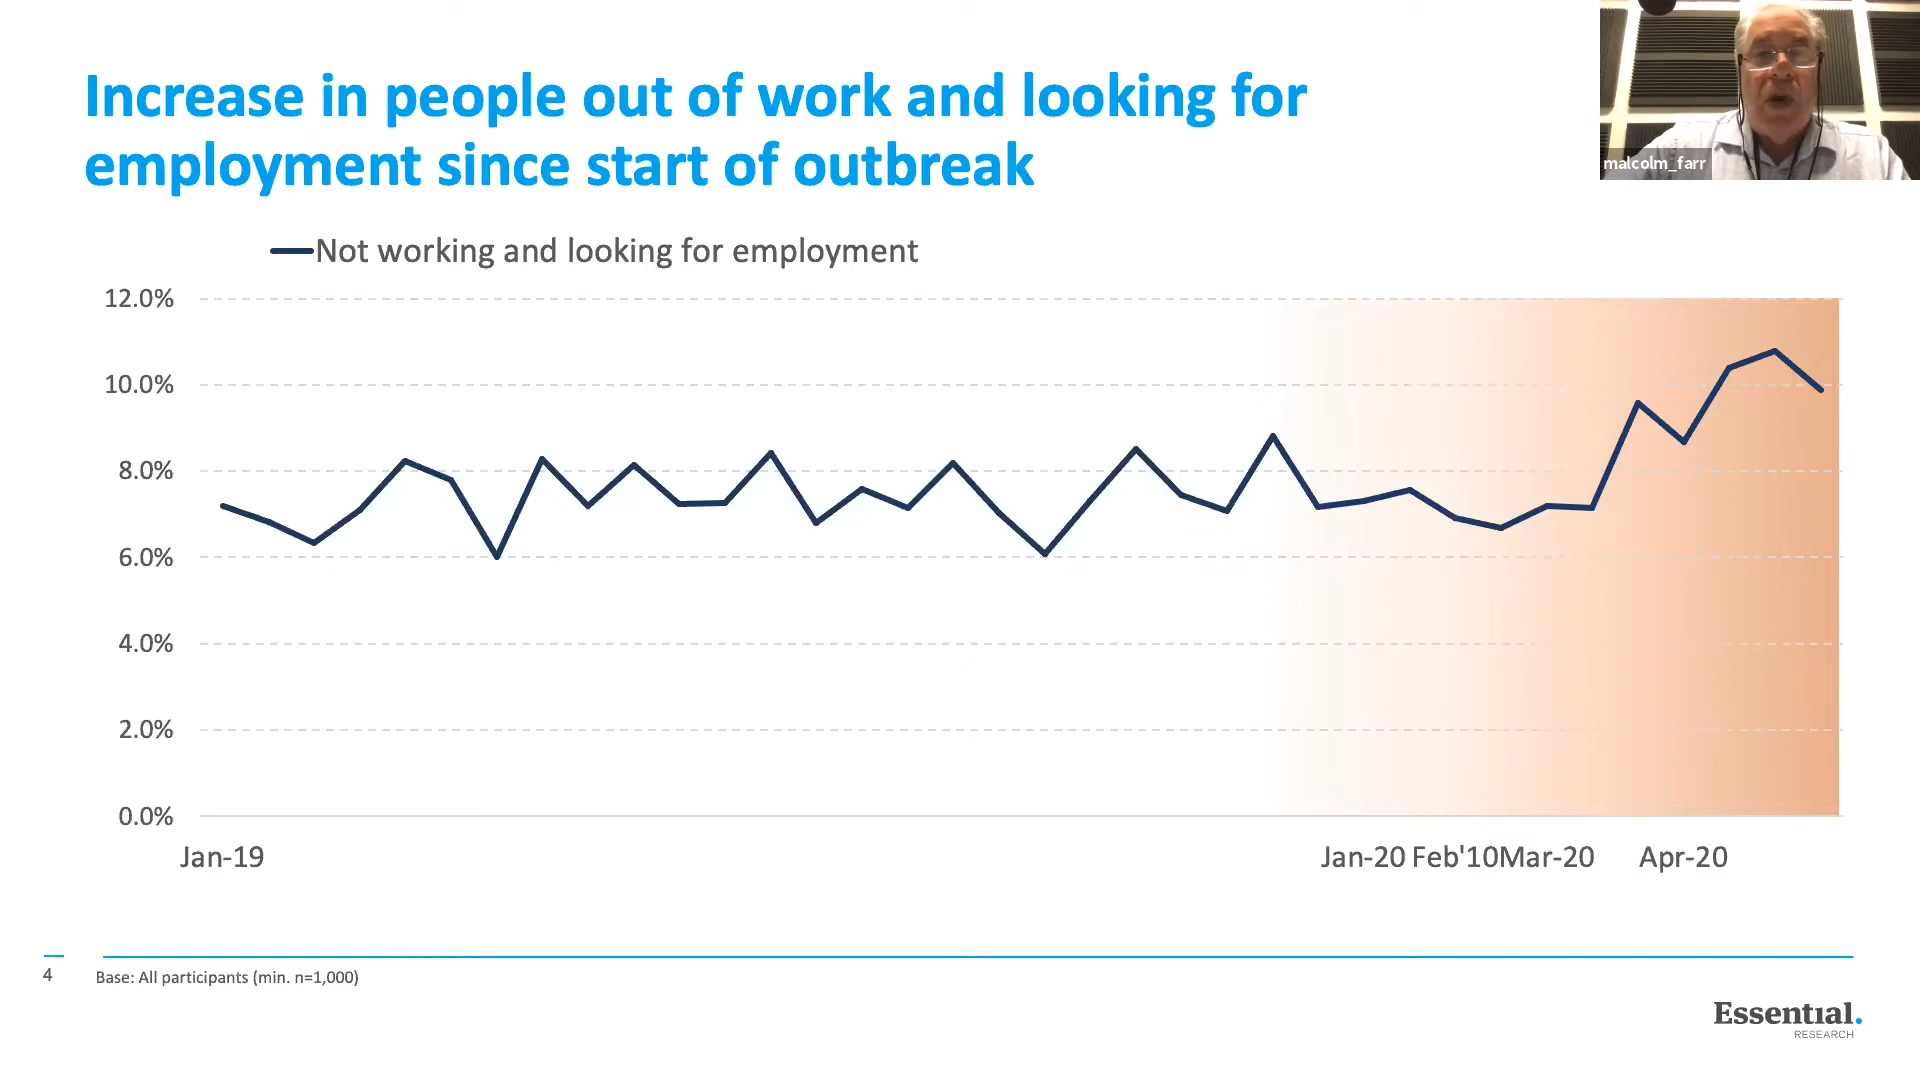 Increase in people out of work and looking for
employment since start of outbreak
malcolm_farr
Not working and looking for employment
12.0%
10.0%
8.0%
6.0%
4.0%
2.0%
0.0%
Jan-19
Jan-20 Feb'10Mar-20 Apr-20
4
Base: All participants (min. n=1,000)
Essential.
RESEARCH